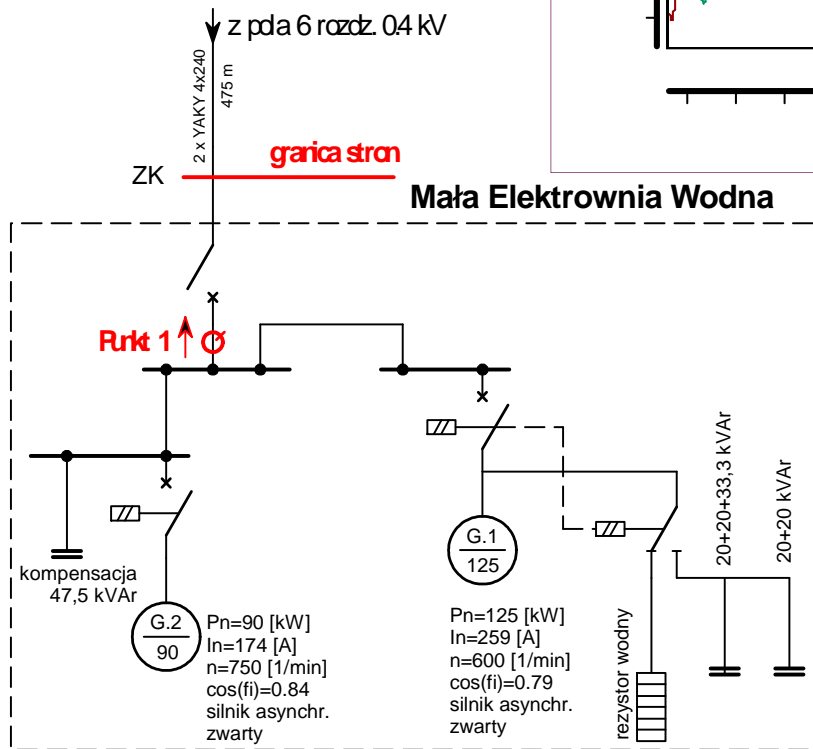 z pola 6 rozdz. 0.4 kV
2 x YAKY 4x240
475 m
granica stron
ZK
Mała Elektrownia Wodna
Punkt 1
20+20+33,3 kVAr
20+20 kVAr
G.1
125
kompensacja
47,5 kVAr
G.2
90
Pn=90 [kW]
In=174 [A]
n=750 [1/min]
cos(fi)=0.84
silnik asynchr.
zwarty
Pn=125 [kW]
In=259 [A]
n=600 [1/min]
cos(fi)=0.79
silnik asynchr.
zwarty
rezystor wodny